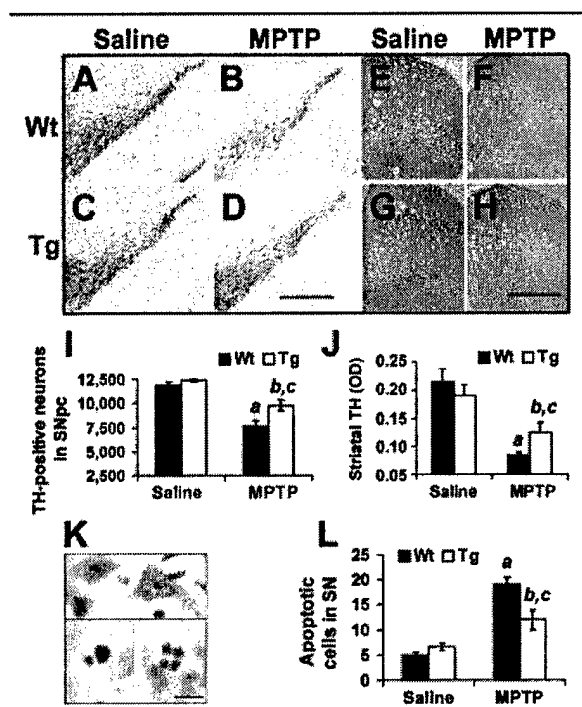 Saline MPTP Saline MPTP
A B E F
Wt
C D G H
Tg
I
Wt Tg
TH-positive neurons
in SNpc
12,500
10,000
7,500
5,000
2,500
a
b,c
Saline MPTP
J
Wt Tg
Striatal TH (OD)
0.25
0.20
0.15
0.10
0.05
a
b,c
Saline MPTP
K
L
Wt Tg
Apoptotic
cells in SN
25
20
15
10
5
0
a
b,c
Saline MPTP